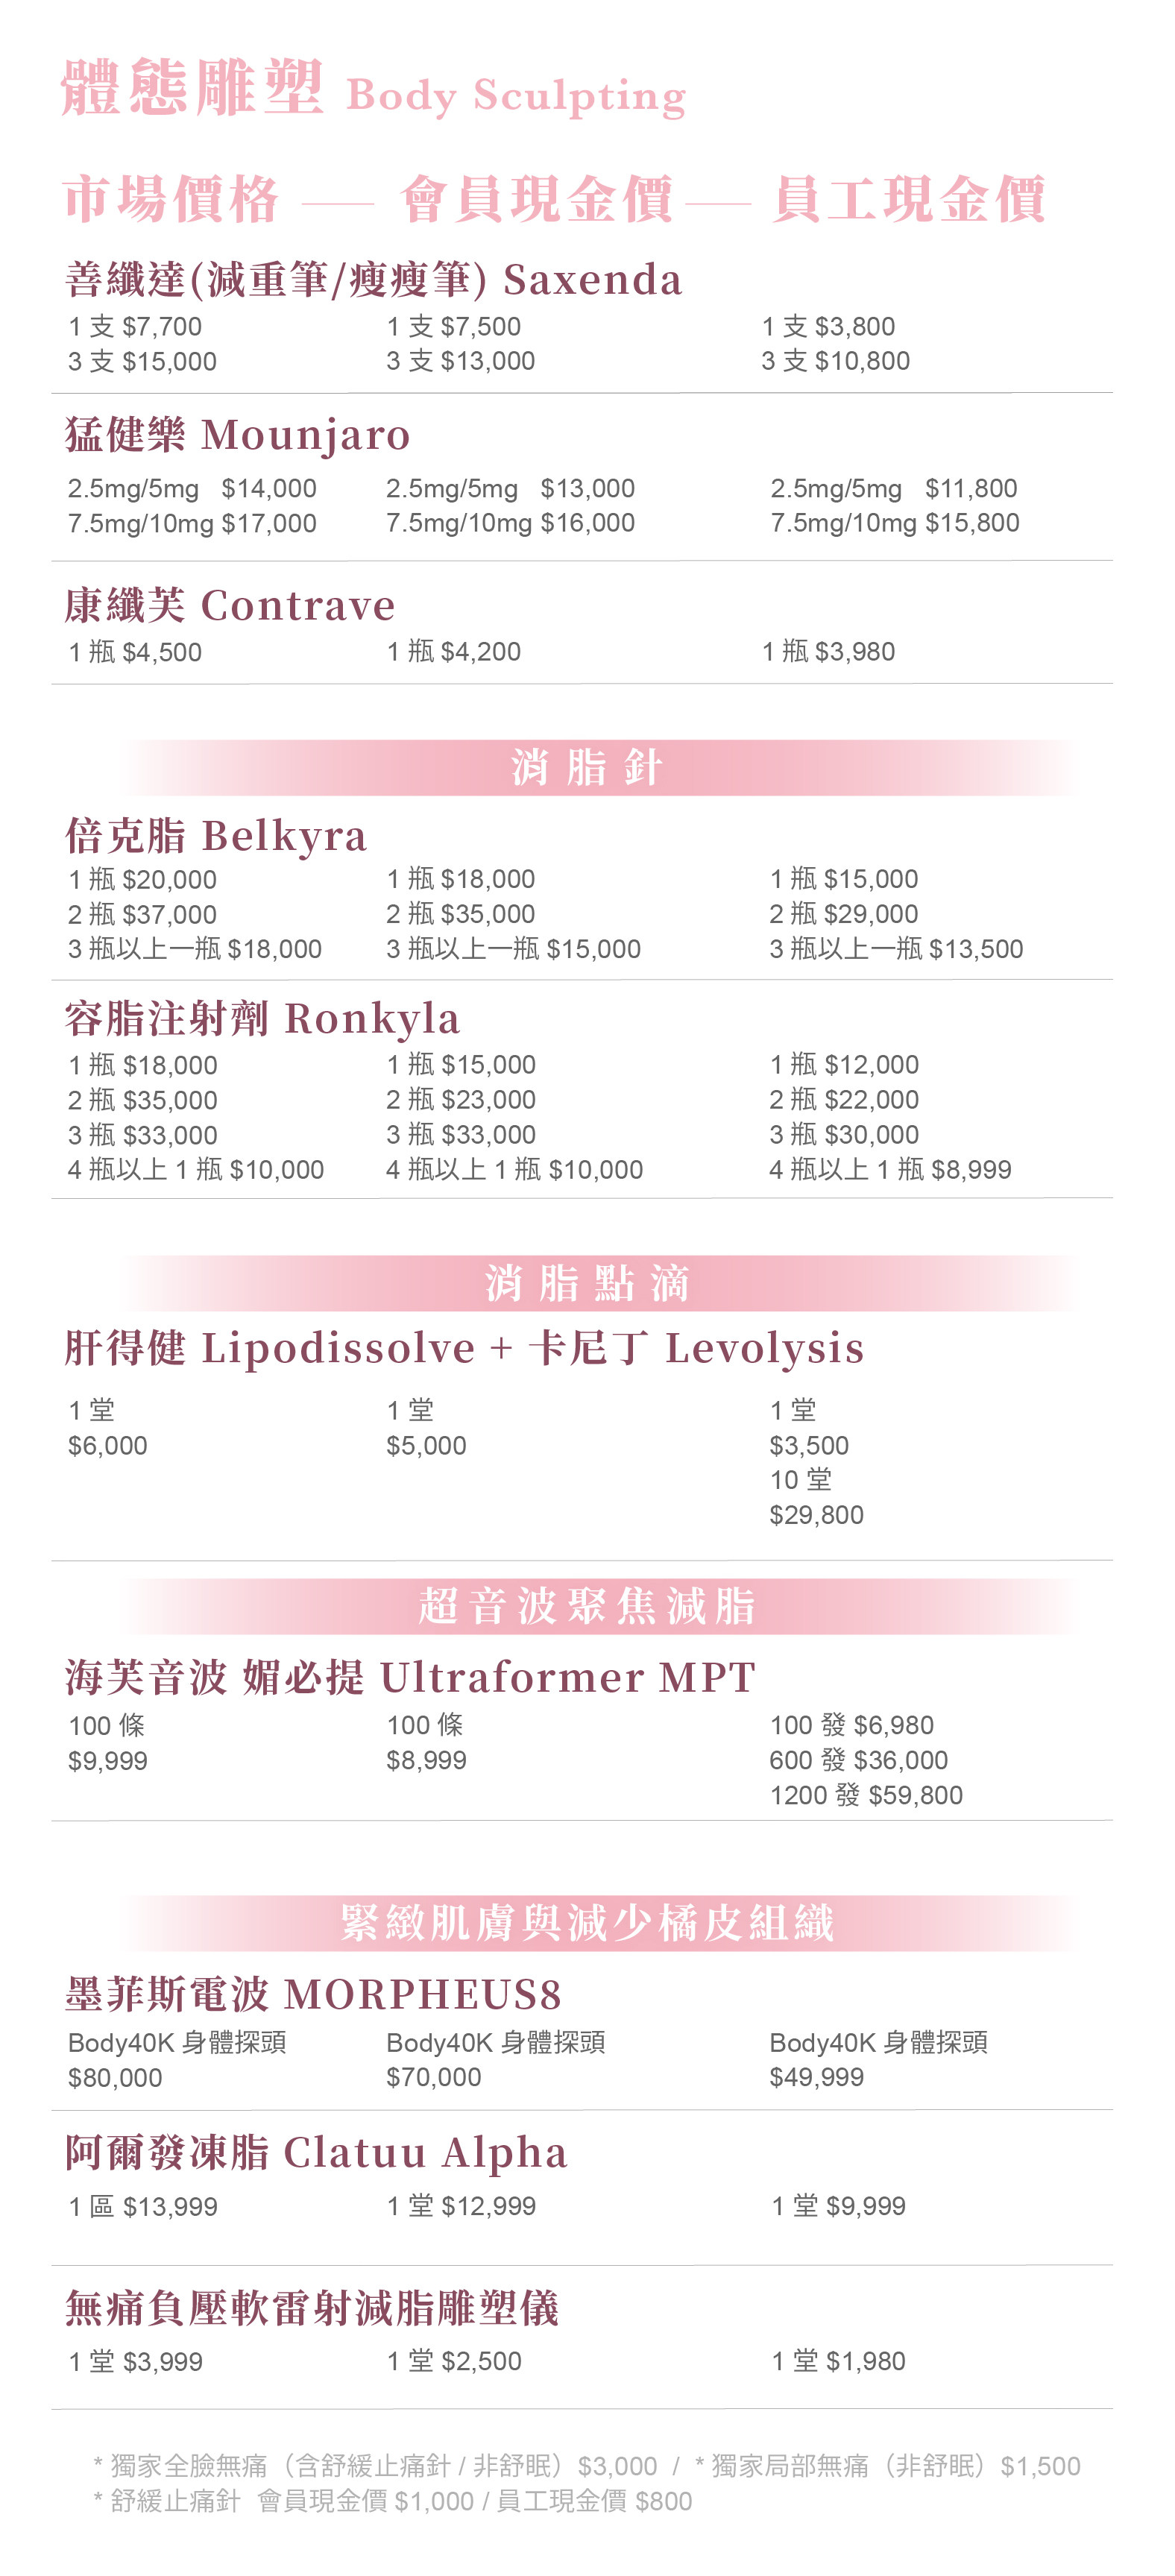 體態雕塑 Body Sculpting
市場價格 — 會員現金價 — 員工現金價
善纖達(減重筆/瘦瘦筆) Saxenda
1 支 $7,700 1 支 $7,500 1 支 $3,800
3 支 $15,000 3 支 $13,000 3 支 $10,800
猛健樂 Mounjaro
2.5mg/5mg $14,000 2.5mg/5mg $13,000 2.5mg/5mg $11,800
7.5mg/10mg $17,000 7.5mg/10mg $16,000 7.5mg/10mg $15,800
康纖芙 Contrave
1 瓶 $4,500 1 瓶 $4,200 1 瓶 $3,980
消脂針
倍克脂 Belkyra
1 瓶 $20,000 1 瓶 $18,000 1 瓶 $15,000
2 瓶 $37,000 2 瓶 $35,000 2 瓶 $29,000
3 瓶以上一瓶 $18,000 3 瓶以上一瓶 $15,000 3 瓶以上一瓶 $13,500
容脂注射劑 Ronkyla
1 瓶 $18,000 1 瓶 $15,000 1 瓶 $12,000
2 瓶 $35,000 2 瓶 $23,000 2 瓶 $22,000
3 瓶 $33,000 3 瓶 $33,000 3 瓶 $30,000
4 瓶以上 1 瓶 $10,000 4 瓶以上 1 瓶 $10,000 4 瓶以上 1 瓶 $8,999
消脂點滴
肝得健 Lipodissolve + 卡尼丁 Levolysis
1 堂 1 堂 1 堂
$6,000 $5,000 $3,500
10 堂
$29,800
超音波聚焦減脂
海芙音波 媚必提 Ultraformer MPT
100 條 100 條 100 發 $6,980
$9,999 $8,999 600 發 $36,000
1200 發 $59,800
緊緻肌膚與減少橘皮組織
墨菲斯電波 MORPHEUS8
Body40K 身體探頭 Body40K 身體探頭 Body40K 身體探頭
$80,000 $70,000 $49,999
阿爾發凍脂 Clatuu Alpha
1 區 $13,999 1 堂 $12,999 1 堂 $9,999
無痛負壓軟雷射減脂雕塑儀
1 堂 $3,999 1 堂 $2,500 1 堂 $1,980
* 獨家全臉無痛（含舒緩止痛針 / 非舒眠）$3,000 / * 獨家局部無痛（非舒眠）$1,500
* 舒緩止痛針 會員現金價 $1,000 / 員工現金價 $800